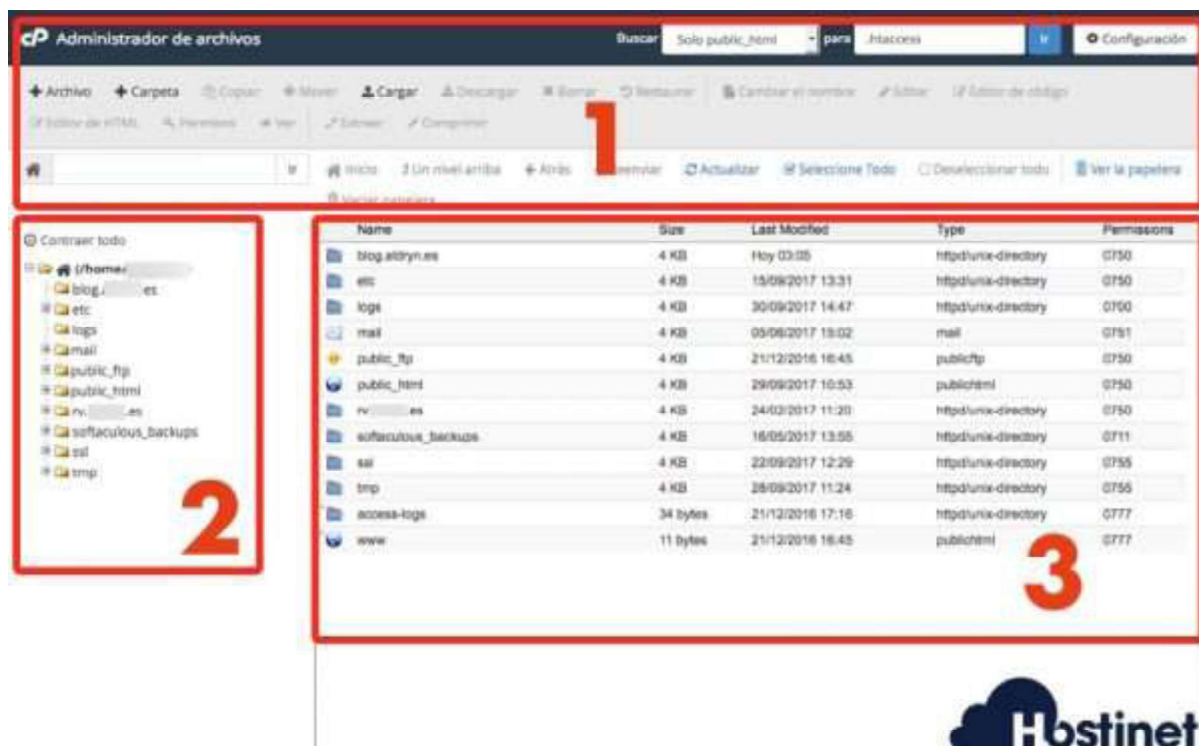 cP Administrador de archivos
Buscar Solo public_html para .htaccess Ir Configuración
Archivo Carpeta Copiar Mover Cargar Descargar Borrar Restaurar Cambiar el nombre Editar Editor de código
Editor de HTML Permisos Ver Extraer Comprimir
Ir Inicio Un nivel arriba Atrás Actualizar Seleccione Todo Deseleccionar todo Ver la papelera
Vaciar papelera
1
Contraer todo
(/home/
blog. es
etc
logs
mail
public_ftp
public_html
rv. .es
softaculous_backups
ssl
tmp
2
Name Size Last Modified Type Permissions
blog.aldryn.es 4 KB Hoy 03:05 httpd/unix-directory 0750
etc 4 KB 15/09/2017 13:31 httpd/unix-directory 0750
logs 4 KB 30/09/2017 14:47 httpd/unix-directory 0700
mail 4 KB 05/06/2017 15:02 mail 0751
public_ftp 4 KB 21/12/2016 16:45 publicftp 0750
public_html 4 KB 29/09/2017 10:53 publichtml 0750
rv .es 4 KB 24/02/2017 11:20 httpd/unix-directory 0750
softaculous_backups 4 KB 16/05/2017 13:55 httpd/unix-directory 0711
ssl 4 KB 22/09/2017 12:29 httpd/unix-directory 0755
tmp 4 KB 28/09/2017 11:24 httpd/unix-directory 0755
access-logs 34 bytes 21/12/2016 17:16 httpd/unix-directory 0777
www 11 bytes 21/12/2016 16:45 publichtml 0777
3
Hostinet